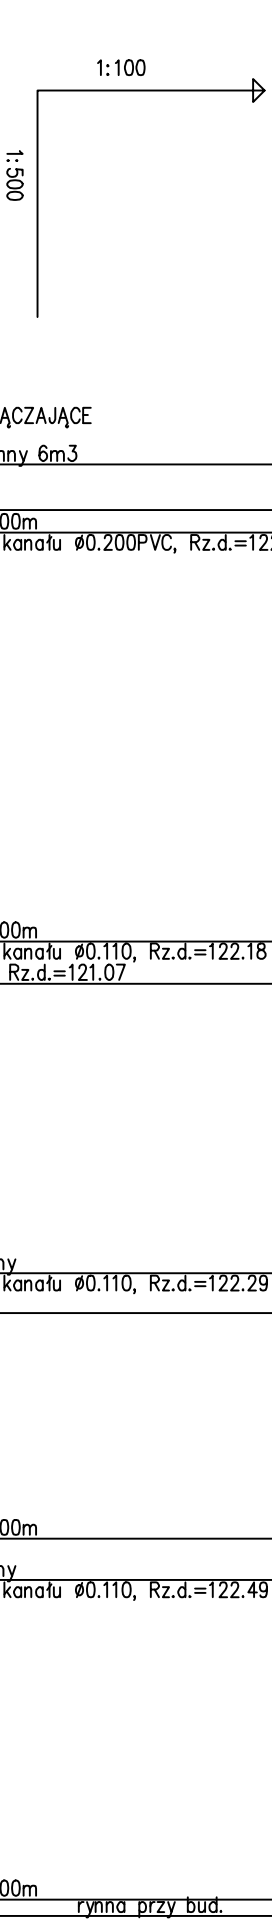 1:100
1:500
ĄCZAJĄCE
nny 6m3
00m
kanału ø0.200PVC, Rz.d.=122
00m
kanału ø0.110, Rz.d.=122.18
Rz.d.=121.07
ny
kanału ø0.110, Rz.d.=122.29
00m
ny
kanału ø0.110, Rz.d.=122.49
00m
rynna przy bud.